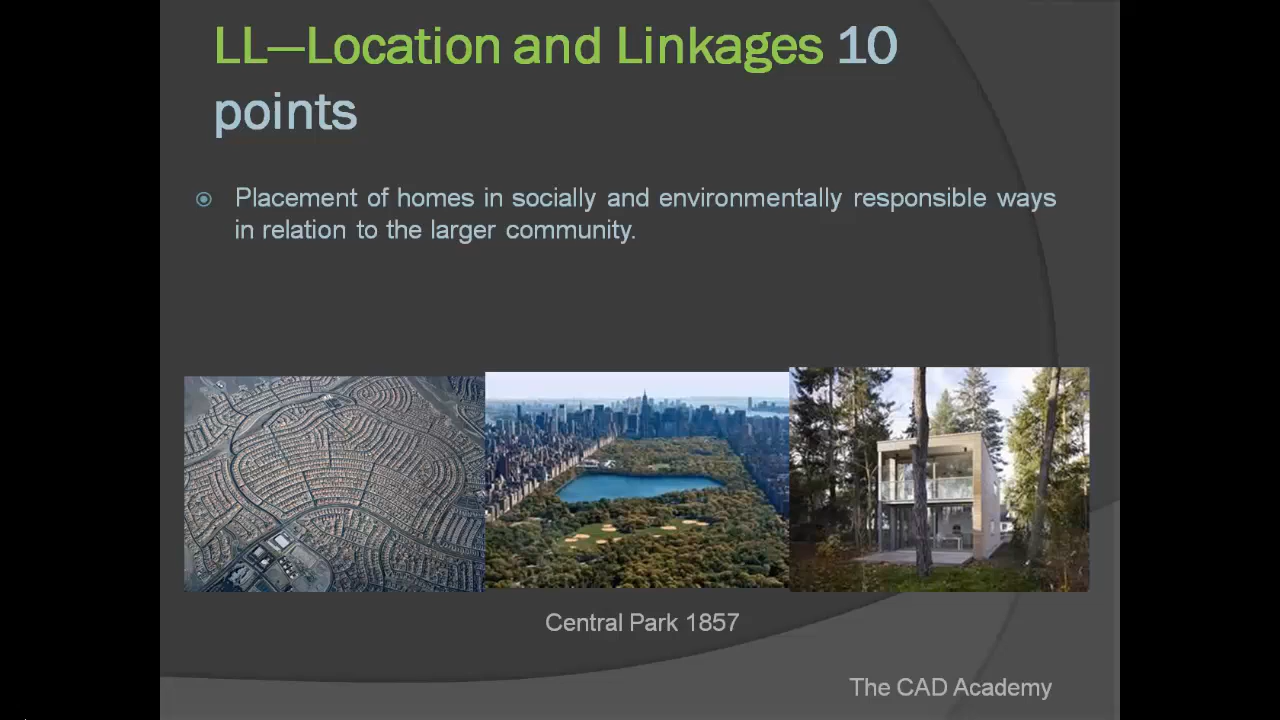 LL—Location and Linkages 10
points
Placement of homes in socially and environmentally responsible ways
in relation to the larger community.
Central Park 1857
The CAD Academy